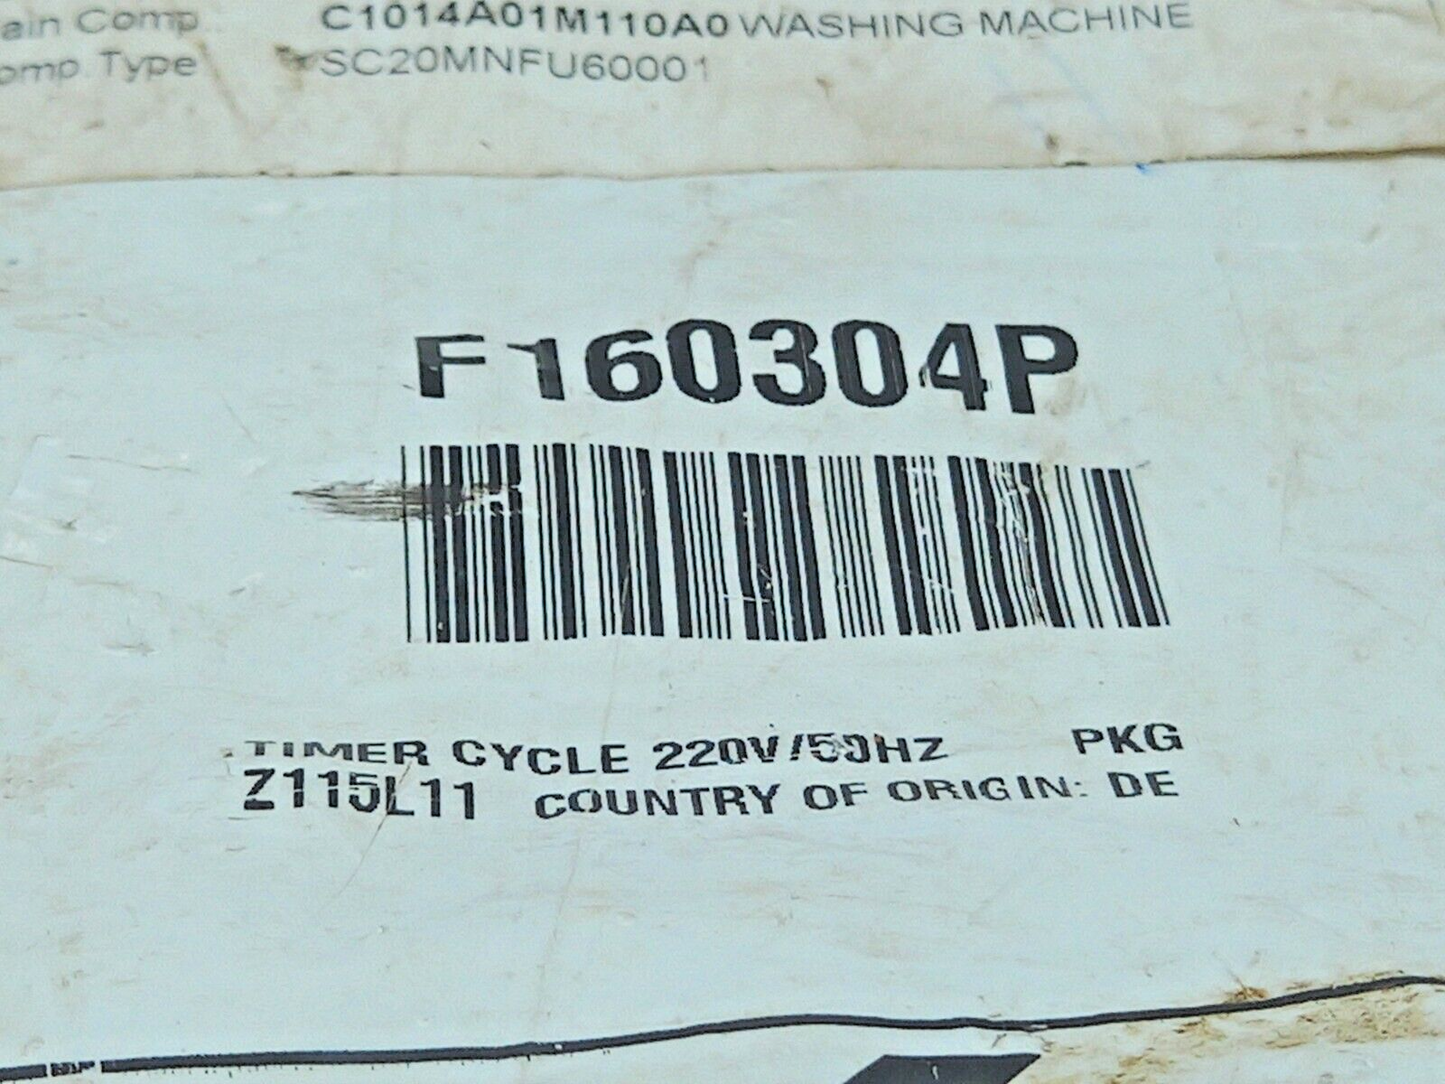 ain Comp.. C1014A01M110A0 WASHING MACHINE
omp. Type SC20MNFU60001
F160304P
TIMER CYCLE 220V/50HZ PKG
Z115L11 COUNTRY OF ORIGIN: DE